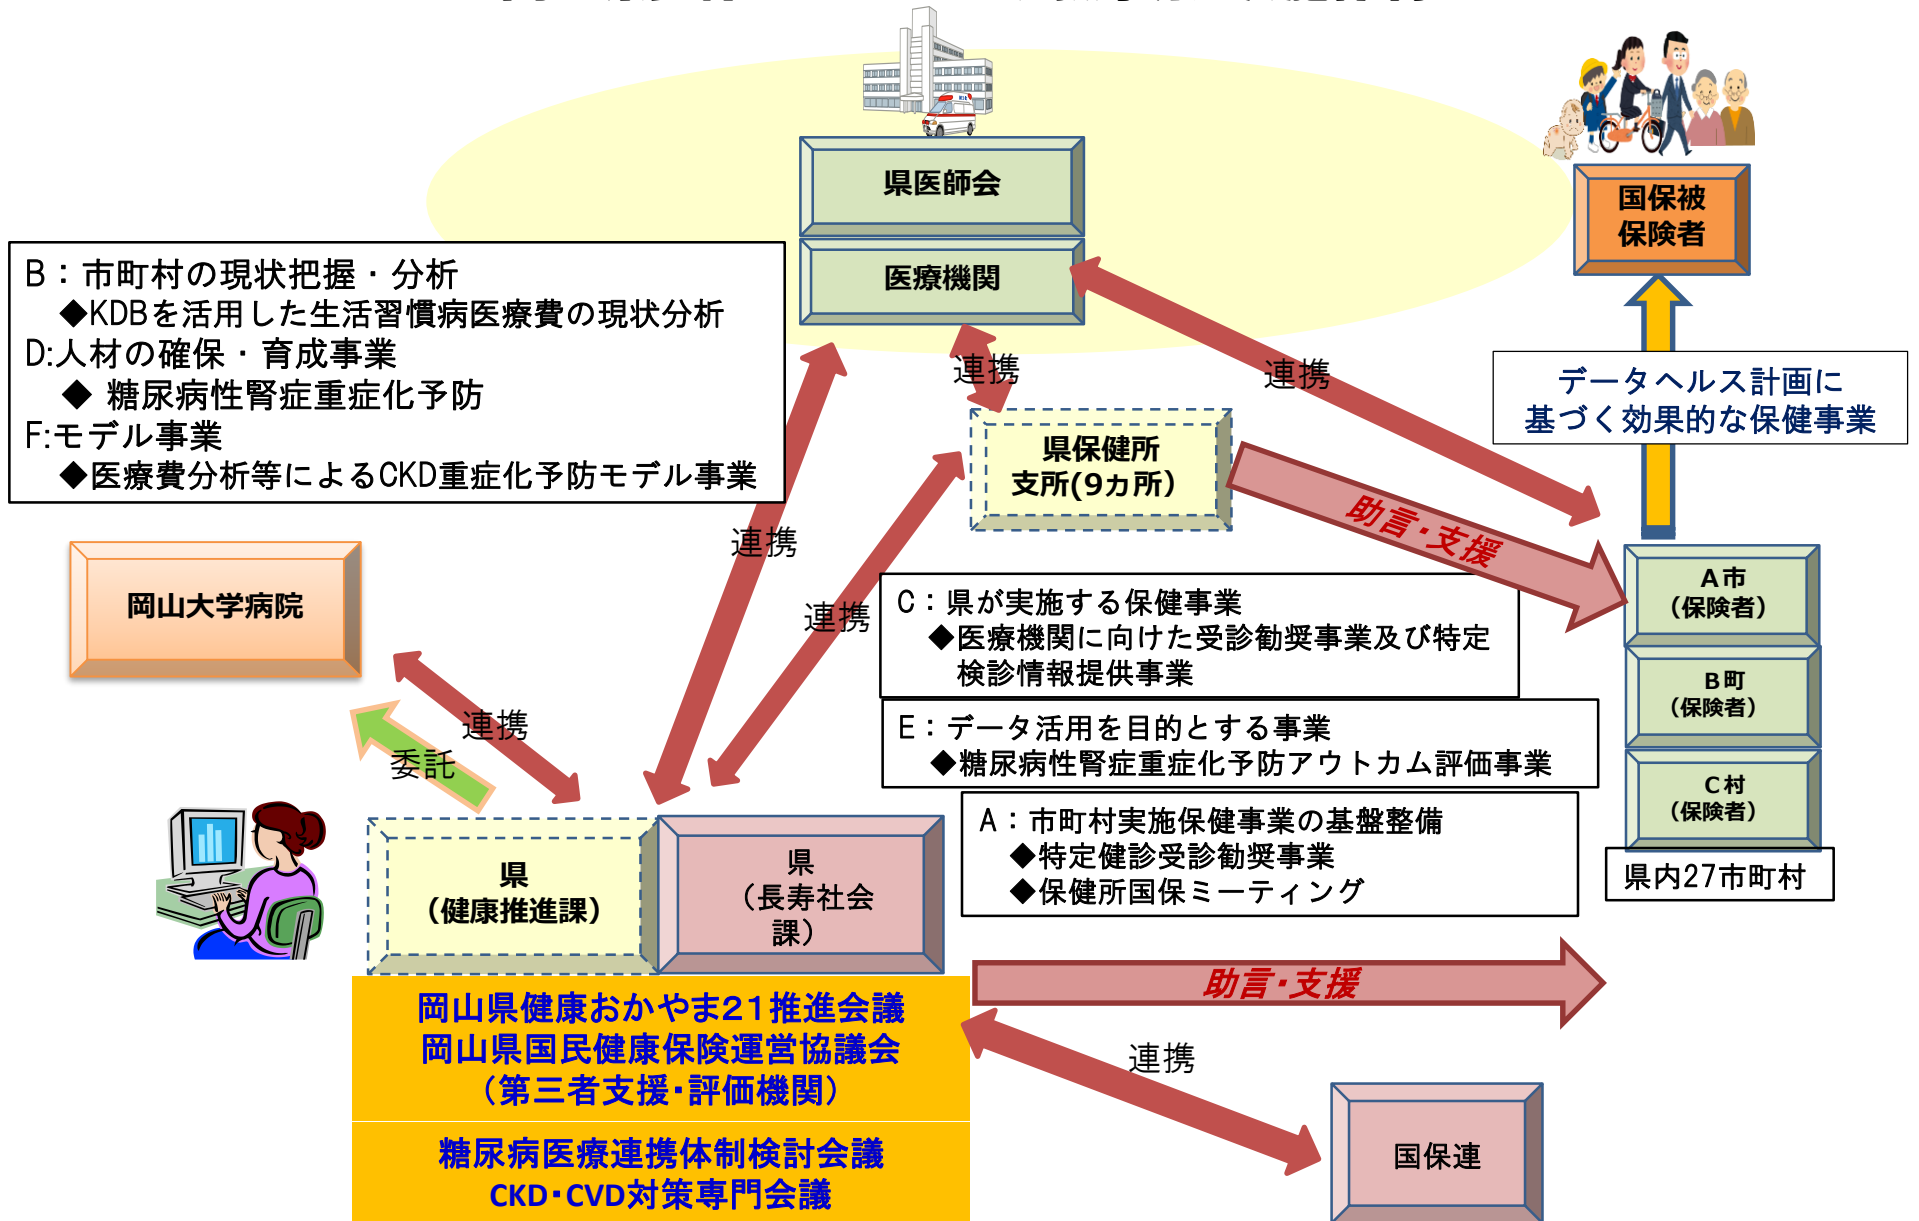 県医師会
医療機関
国保被
保険者
B：市町村の現状把握・分析
◆KDBを活用した生活習慣病医療費の現状分析
D:人材の確保・育成事業
◆ 糖尿病性腎症重症化予防
F:モデル事業
◆医療費分析等によるCKD重症化予防モデル事業
連携
連携
データヘルス計画に
基づく効果的な保健事業
県保健所
支所(9ヵ所）
助言・支援
連携
連携
岡山大学病院
C：県が実施する保健事業
◆医療機関に向けた受診勧奨事業及び特定
検診情報提供事業
A市
（保険者）
B町
（保険者）
C村
（保険者）
県内27市町村
E：データ活用を目的とする事業
◆糖尿病性腎症重症化予防アウトカム評価事業
連携
委託
A：市町村実施保健事業の基盤整備
◆特定健診受診勧奨事業
◆保健所国保ミーティング
県
（健康推進課）
県
（長寿社会
課）
助言・支援
岡山県健康おかやま２１推進会議
岡山県国民健康保険運営協議会
（第三者支援・評価機関）
連携
糖尿病医療連携体制検討会議
CKD・CVD対策専門会議
国保連